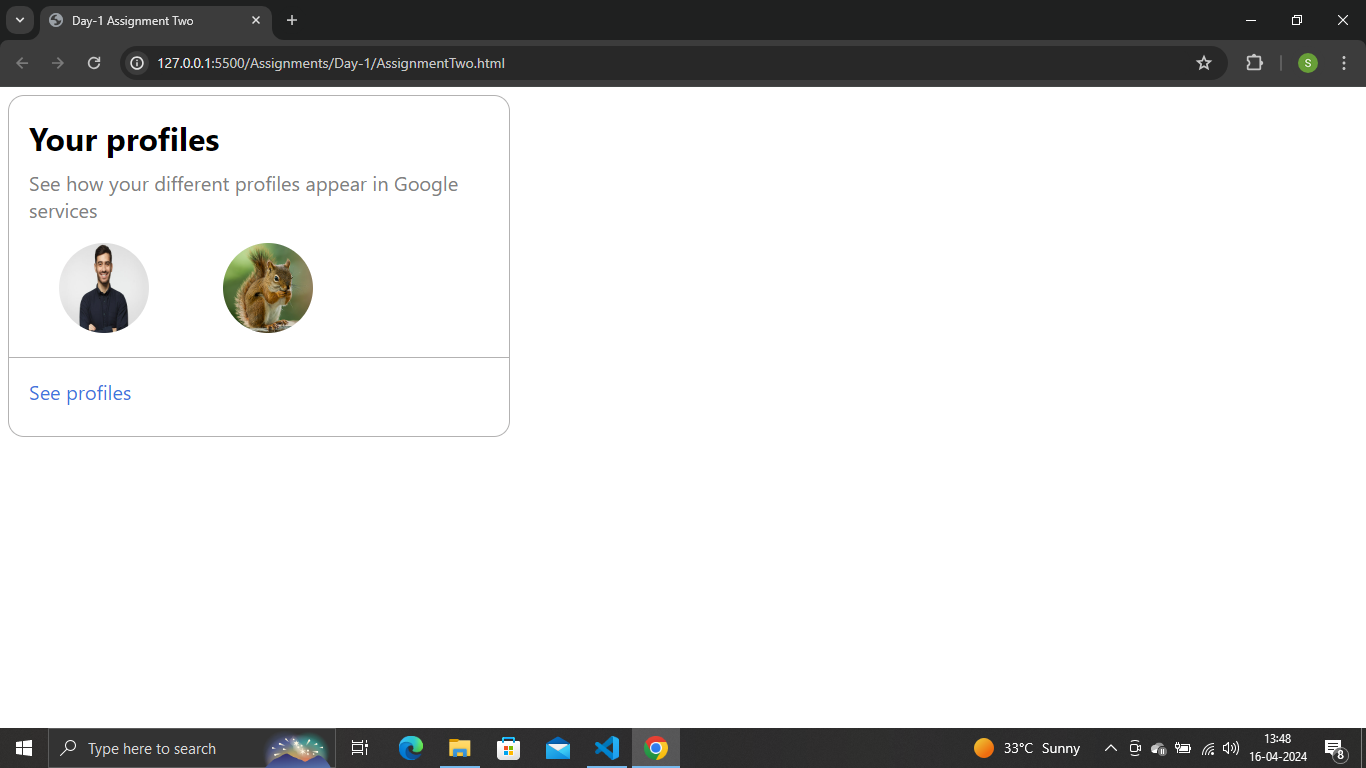 Day-1 Assignment Two
127.0.0.1:5500/Assignments/Day-1/AssignmentTwo.html
S
Your profiles
See how your different profiles appear in Google
services
See profiles
Type here to search
33°C Sunny
13:48
16-04-2024
8